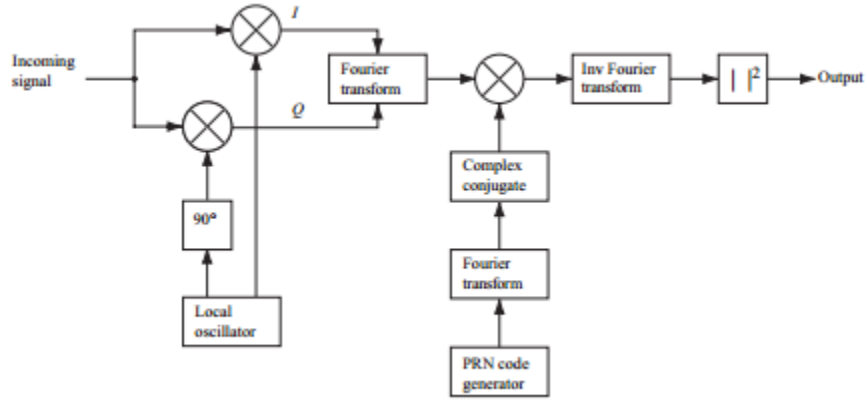 I
Incoming
signal
Fourier
transform
Inv Fourier
transform
| |²
Output
Q
Complex
conjugate
90°
Fourier
transform
Local
oscillator
PRN code
generator